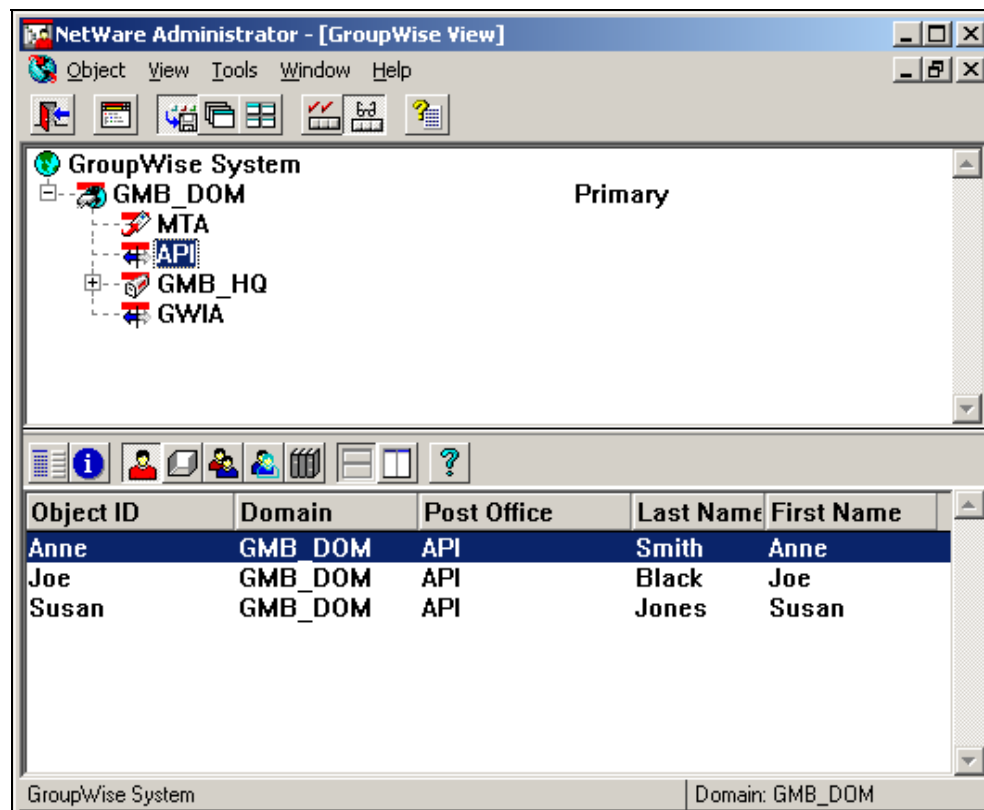 NetWare Administrator - [GroupWise View]
Object View Tools Window Help
GroupWise System
GMB_DOM Primary
MTA
API
GMB_HQ
GWIA
Object ID Domain Post Office Last Name First Name
Anne GMB_DOM API Smith Anne
Joe GMB_DOM API Black Joe
Susan GMB_DOM API Jones Susan
GroupWise System Domain: GMB_DOM